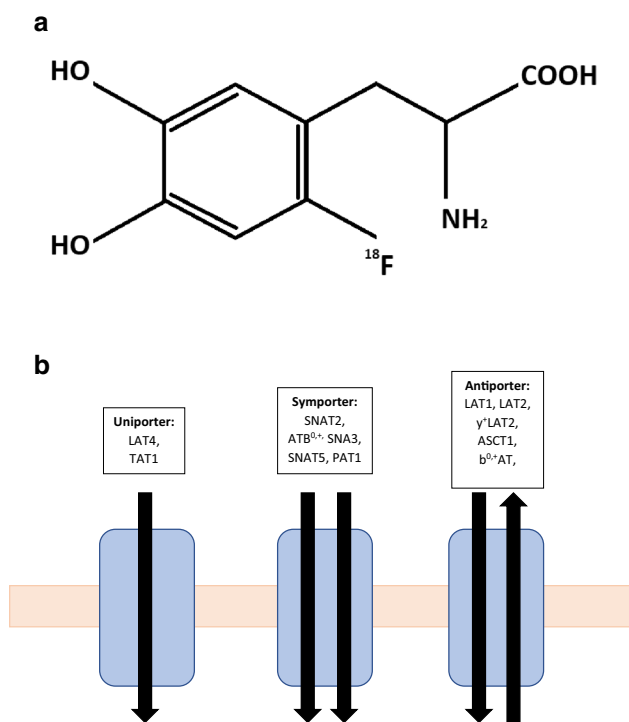 a
HO
COOH
HO
NH₂
¹⁸F
b
Uniporter:
LAT4,
TAT1
Symporter:
SNAT2,
ATB⁰,⁺, SNA3,
SNAT5, PAT1
Antiporter:
LAT1, LAT2,
y⁺LAT2,
ASCT1,
b⁰,⁺AT,